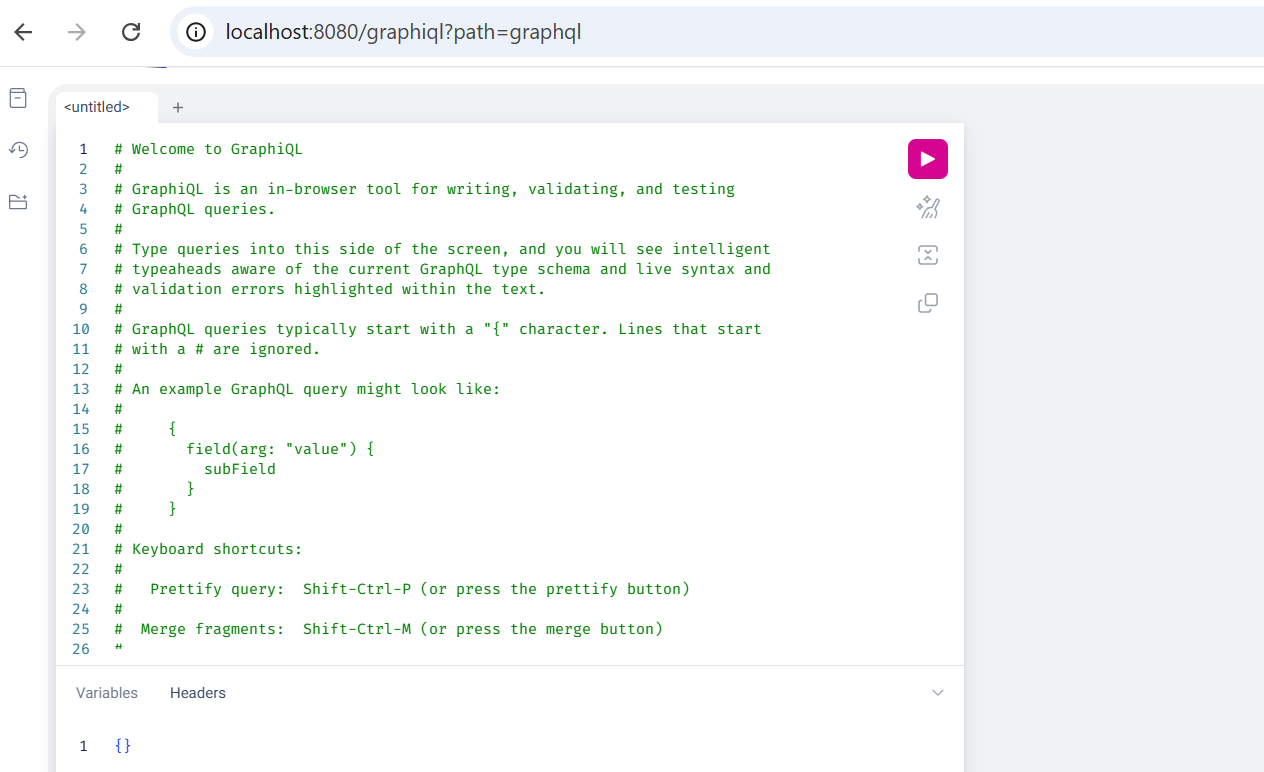 localhost:8080/graphiql?path=graphql
<untitled> +
1 # Welcome to GraphiQL
2 #
3 # GraphiQL is an in-browser tool for writing, validating, and testing
4 # GraphQL queries.
5 #
6 # Type queries into this side of the screen, and you will see intelligent
7 # typeaheads aware of the current GraphQL type schema and live syntax and
8 # validation errors highlighted within the text.
9 #
10 # GraphQL queries typically start with a "{" character. Lines that start
11 # with a # are ignored.
12 #
13 # An example GraphQL query might look like:
14 #
15 #     {
16 #       field(arg: "value") {
17 #         subField
18 #       }
19 #     }
20 #
21 # Keyboard shortcuts:
22 #
23 #   Prettify query:  Shift-Ctrl-P (or press the prettify button)
24 #
25 #  Merge fragments:  Shift-Ctrl-M (or press the merge button)
26 #
Variables Headers
1 {}